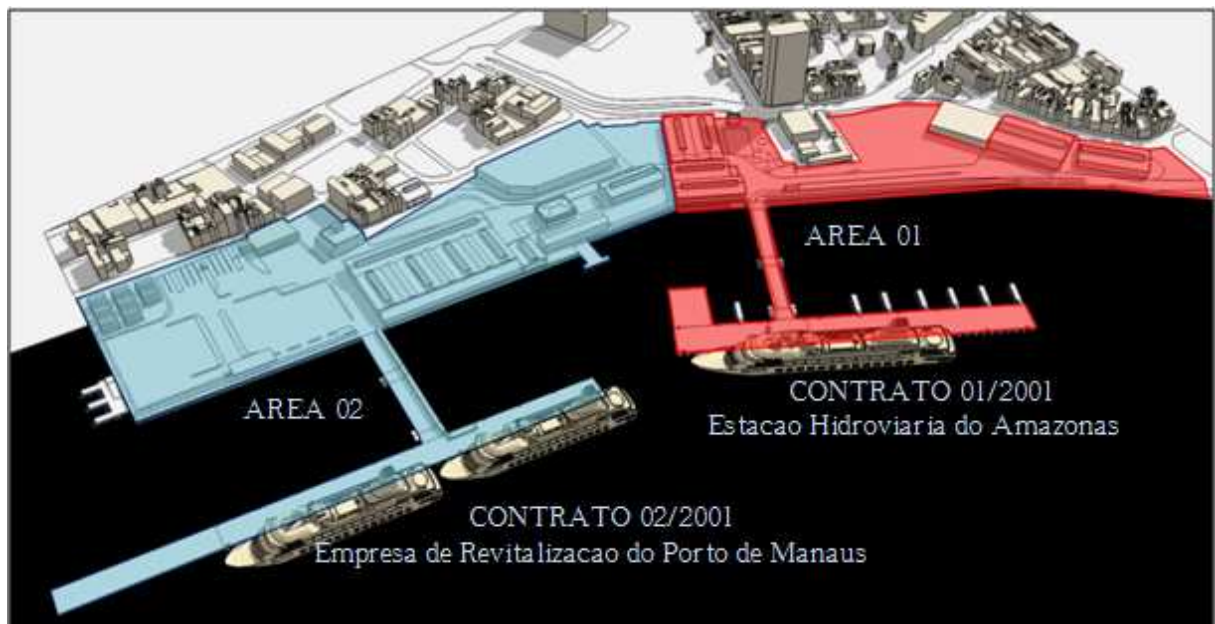 AREA 01
CONTRATO 01/2001
Estacao Hidroviaria do Amazonas
AREA 02
CONTRATO 02/2001
Empresa de Revitalizacao do Porto de Manaus